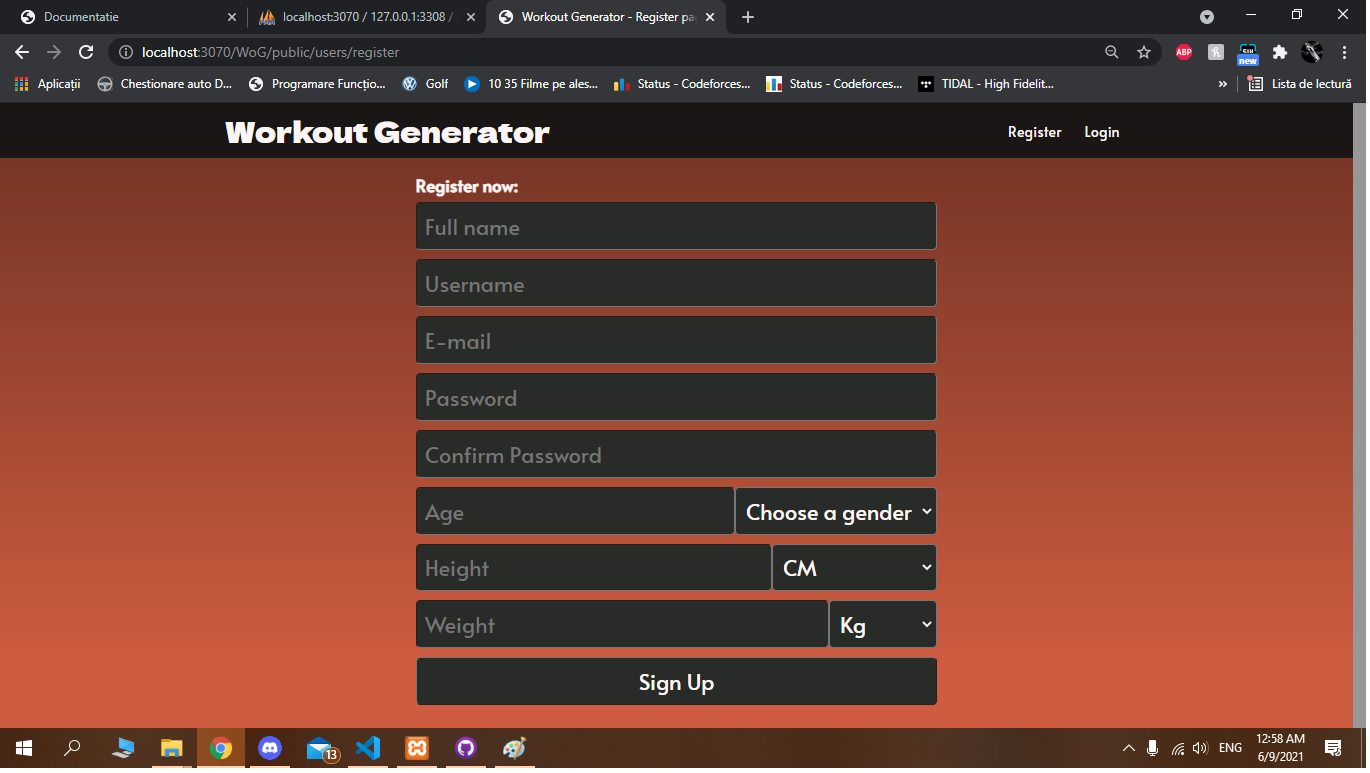 Documentatie
localhost:3070 / 127.0.0.1:3308 /
Workout Generator - Register pa
localhost:3070/WoG/public/users/register
ABP
new
Aplicații
Chestionare auto D...
Programare Funcțio...
Golf
10 35 Filme pe ales...
Status - Codeforces...
Status - Codeforces...
TIDAL - High Fidelit...
»
Lista de lectură
Workout Generator
Register
Login
Register now:
Full name
Username
E-mail
Password
Confirm Password
Age
Choose a gender
Height
CM
Weight
Kg
Sign Up
13
ENG
12:58 AM
6/9/2021